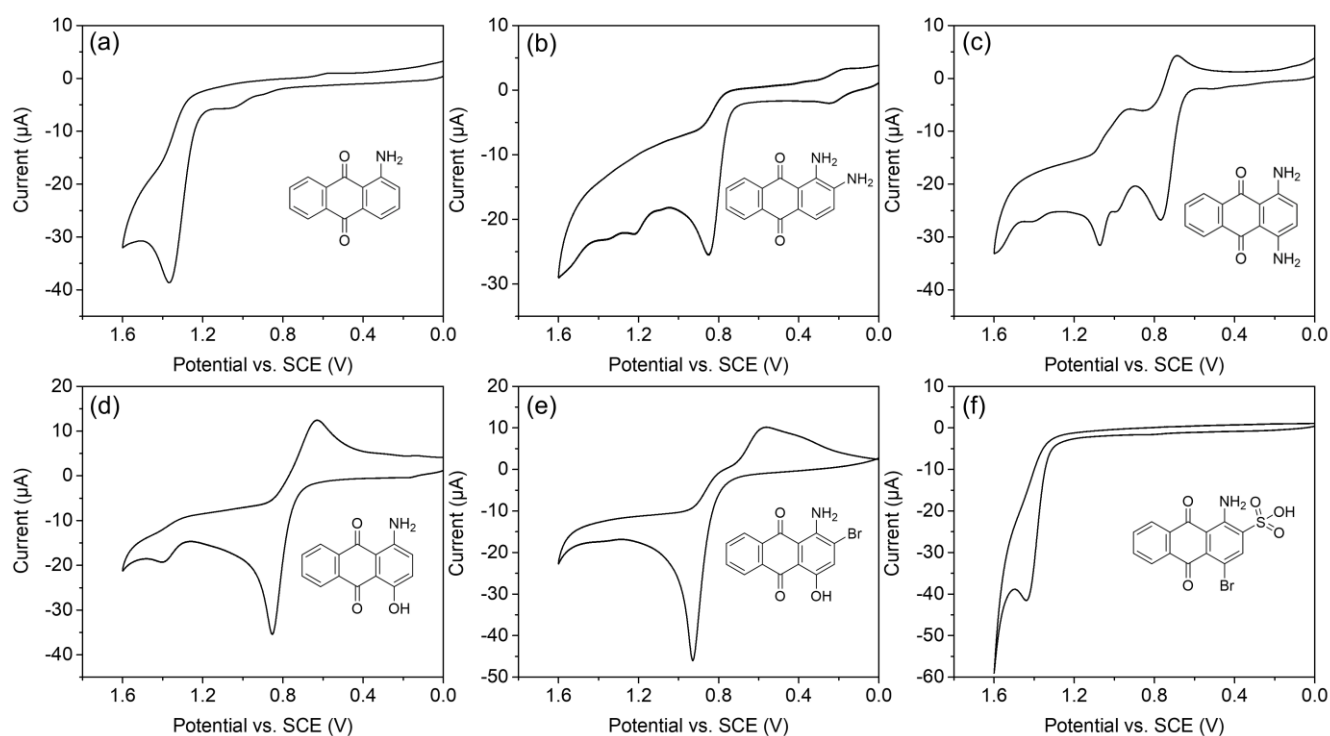 (a)
10
0
-10
-20
-30
-40
Current (µA)
O
NH2
O
1.6
1.2
0.8
0.4
0.0
Potential vs. SCE (V)
(b)
10
0
-10
-20
-30
Current (µA)
O
NH2
NH2
O
1.6
1.2
0.8
0.4
0.0
Potential vs. SCE (V)
(c)
10
0
-10
-20
-30
-40
Current (µA)
O
NH2
O
NH2
1.6
1.2
0.8
0.4
0.0
Potential vs. SCE (V)
(d)
20
10
0
-10
-20
-30
-40
Current (µA)
O
NH2
O
OH
1.6
1.2
0.8
0.4
0.0
Potential vs. SCE (V)
(e)
20
10
0
-10
-20
-30
-40
-50
Current (µA)
O
NH2
Br
O
OH
1.6
1.2
0.8
0.4
0.0
Potential vs. SCE (V)
(f)
10
0
-10
-20
-30
-40
-50
-60
Current (µA)
O
NH2
O
OH
S
O
O
Br
1.6
1.2
0.8
0.4
0.0
Potential vs. SCE (V)